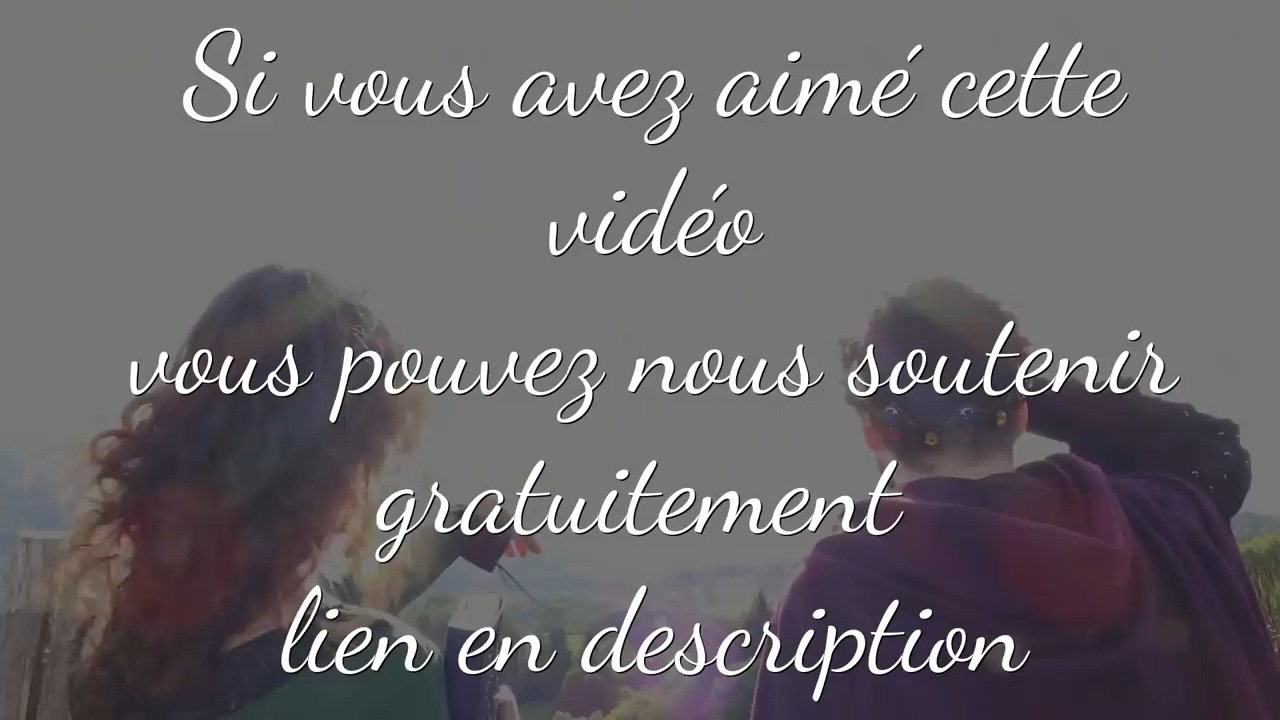 Si vous avez aimé cette
vidéo
vous pouvez nous soutenir
gratuitement
lien en description